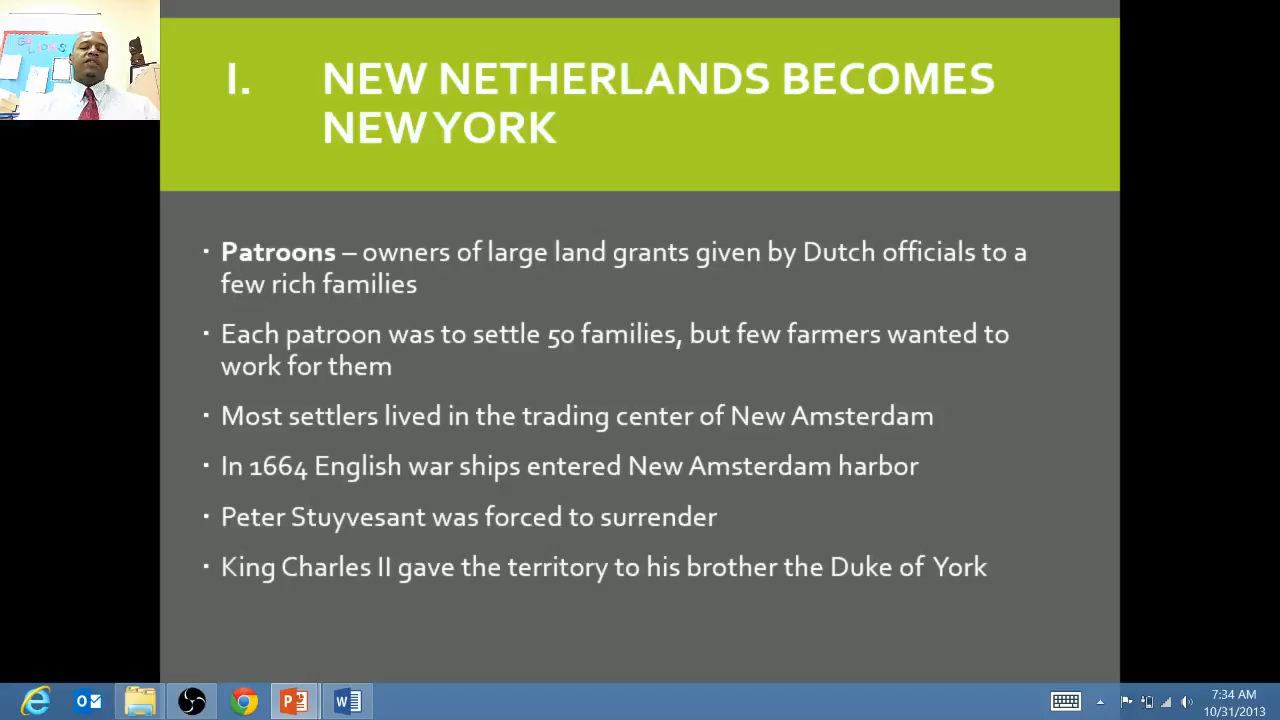 GO
LIONS
I. NEW NETHERLANDS BECOMES
NEW YORK
▪ Patroons – owners of large land grants given by Dutch officials to a
few rich families
▪ Each patroon was to settle 50 families, but few farmers wanted to
work for them
▪ Most settlers lived in the trading center of New Amsterdam
▪ In 1664 English war ships entered New Amsterdam harbor
▪ Peter Stuyvesant was forced to surrender
▪ King Charles II gave the territory to his brother the Duke of York
7:34 AM
10/31/2013